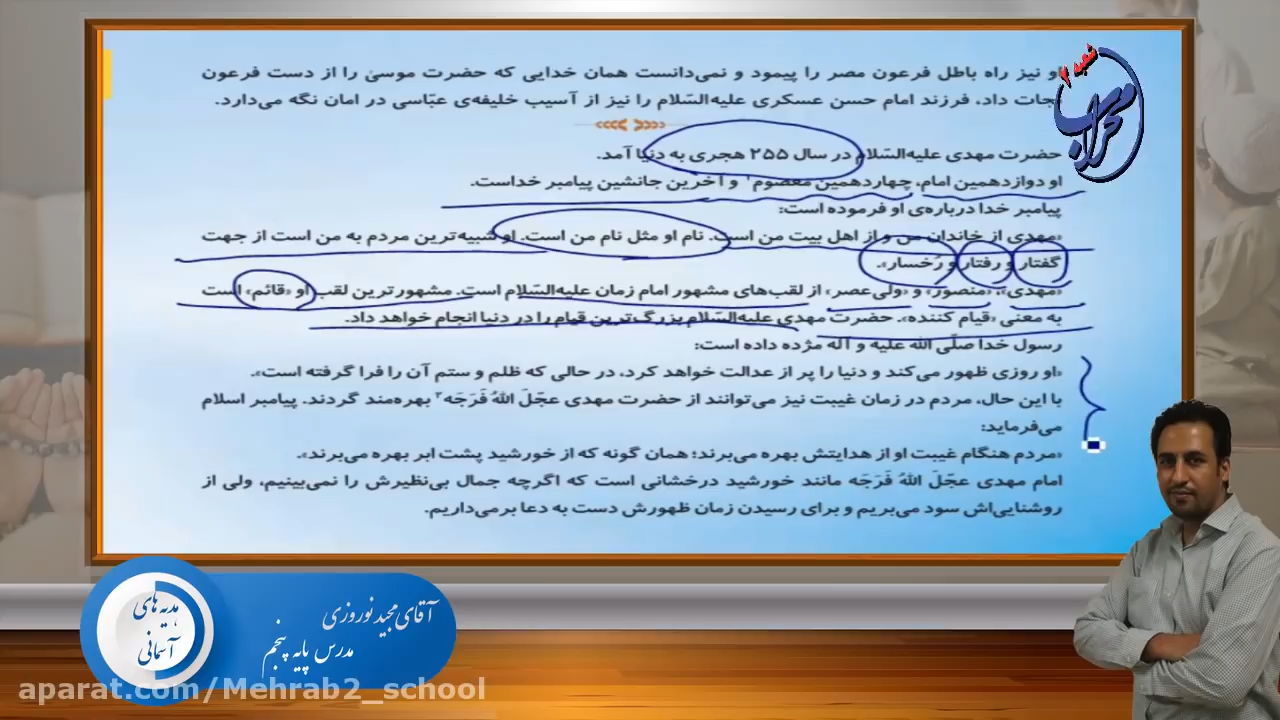 او نیز راه باطل فرعون مصر را پیمود و نمی‌دانست همان خدایی که حضرت موسیٰ را از دست فرعون
نجات داد، فرزند امام حسن عسکری علیه‌السّلام را نیز از آسیب خلیفه‌ی عبّاسی در امان نگه می‌دارد.
حضرت مهدی علیه‌السّلام در سال ۲۵۵ هجری به دنیا آمد.
او دوازدهمین امام، چهاردهمین معصوم۱ و آخرین جانشین پیامبر خداست.
پیامبر خدا درباره‌ی او فرموده است:
«مهدی از خاندان من و از اهل بیت من است. نام او مثل نام من است. او شبیه‌ترین مردم به من است از جهت
گفتار و رفتار و رُخسار».
«مهدی»، «منصور» و «ولی‌عصر» از لقب‌های مشهور امام زمان علیه‌السّلام است. مشهورترین لقب او «قائم» است
به معنی «قیام کننده». حضرت مهدی علیه‌السّلام بزرگ‌ترین قیام را در دنیا انجام خواهد داد.
رسول خدا صلّی الله علیه و آله مژده داده است:
«او روزی ظهور می‌کند و دنیا را پر از عدالت خواهد کرد، در حالی که ظلم و ستم آن را فرا گرفته است».
با این حال، مردم در زمان غیبت نیز می‌توانند از حضرت مهدی عجّلَ اللهُ فَرَجَه۲ بهره‌مند گردند. پیامبر اسلام
می‌فرماید:
«مردم هنگام غیبت او از هدایتش بهره می‌برند؛ همان گونه که از خورشید پشت ابر بهره می‌برند».
امام مهدی عجّلَ اللهُ فَرَجَه مانند خورشید درخشانی است که اگرچه جمال بی‌نظیرش را نمی‌بینیم، ولی از
روشنایی‌اش سود می‌بریم و برای رسیدن زمان ظهورش دست به دعا برمی‌داریم.
محراب
آقای مجید نوروزی
مدرس پایه پنجم
هدیه های
آسمانی
aparat.com/Mehrab2_school